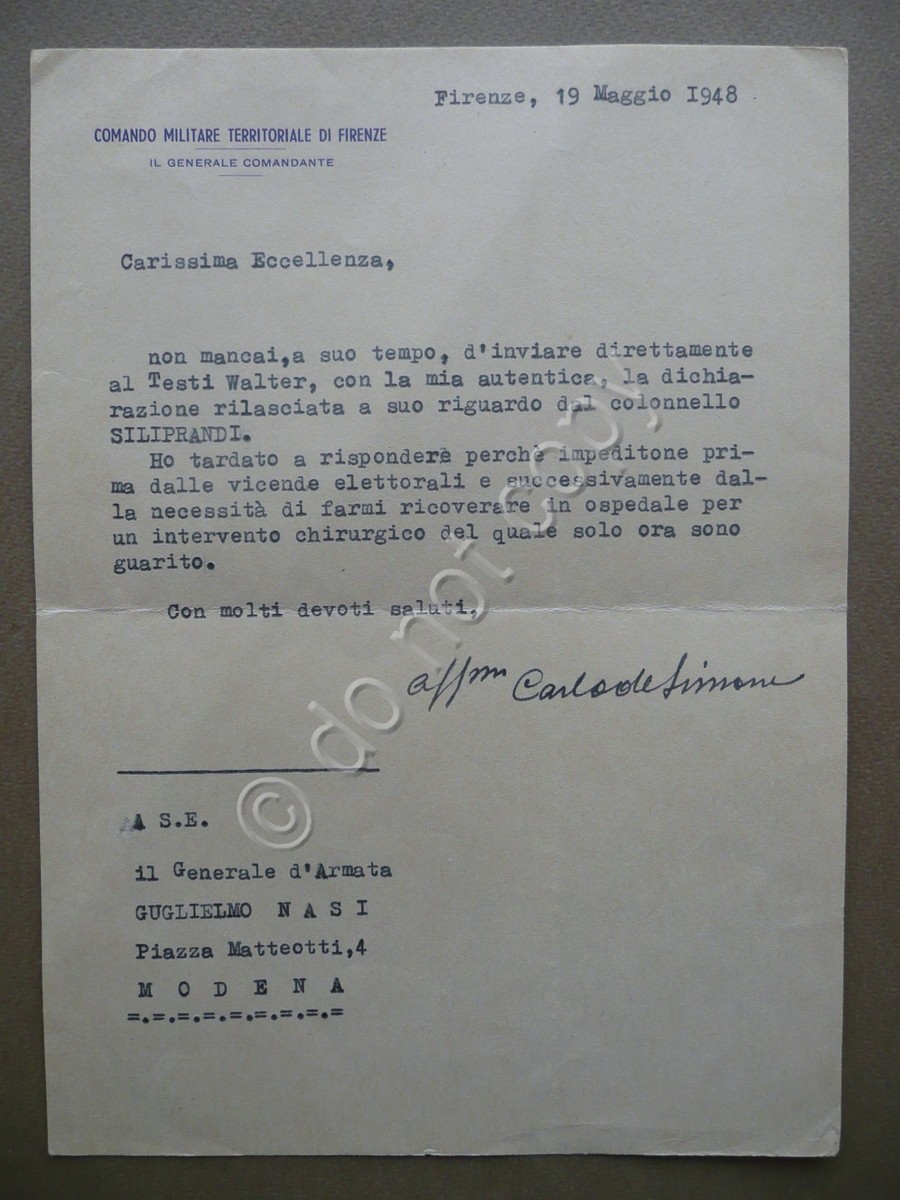 Firenze, 19 Maggio 1948
COMANDO MILITARE TERRITORIALE DI FIRENZE
IL GENERALE COMANDANTE
Carissima Eccellenza,
non mancai,a suo tempo, d'inviare direttamente
al Testi Walter, con la mia autentica, la dichia-
razione rilasciata a suo riguardo dal colonnello
SILIPRANDI.
Ho tardato a rispondere perchè impeditone pri-
ma dalle vicende elettorali e successivamente dal-
la necessità di farmi ricoverare in ospedale per
un intervento chirurgico del quale solo ora sono
guarito.
Con molti devoti saluti,
affmo Carlo de Simone
A S.E.
il Generale d'Armata
GUGLIELMO N A S I
Piazza Matteotti,4
M O D E N A
=.=.=.=.=.=.=.=.=
© do not copy